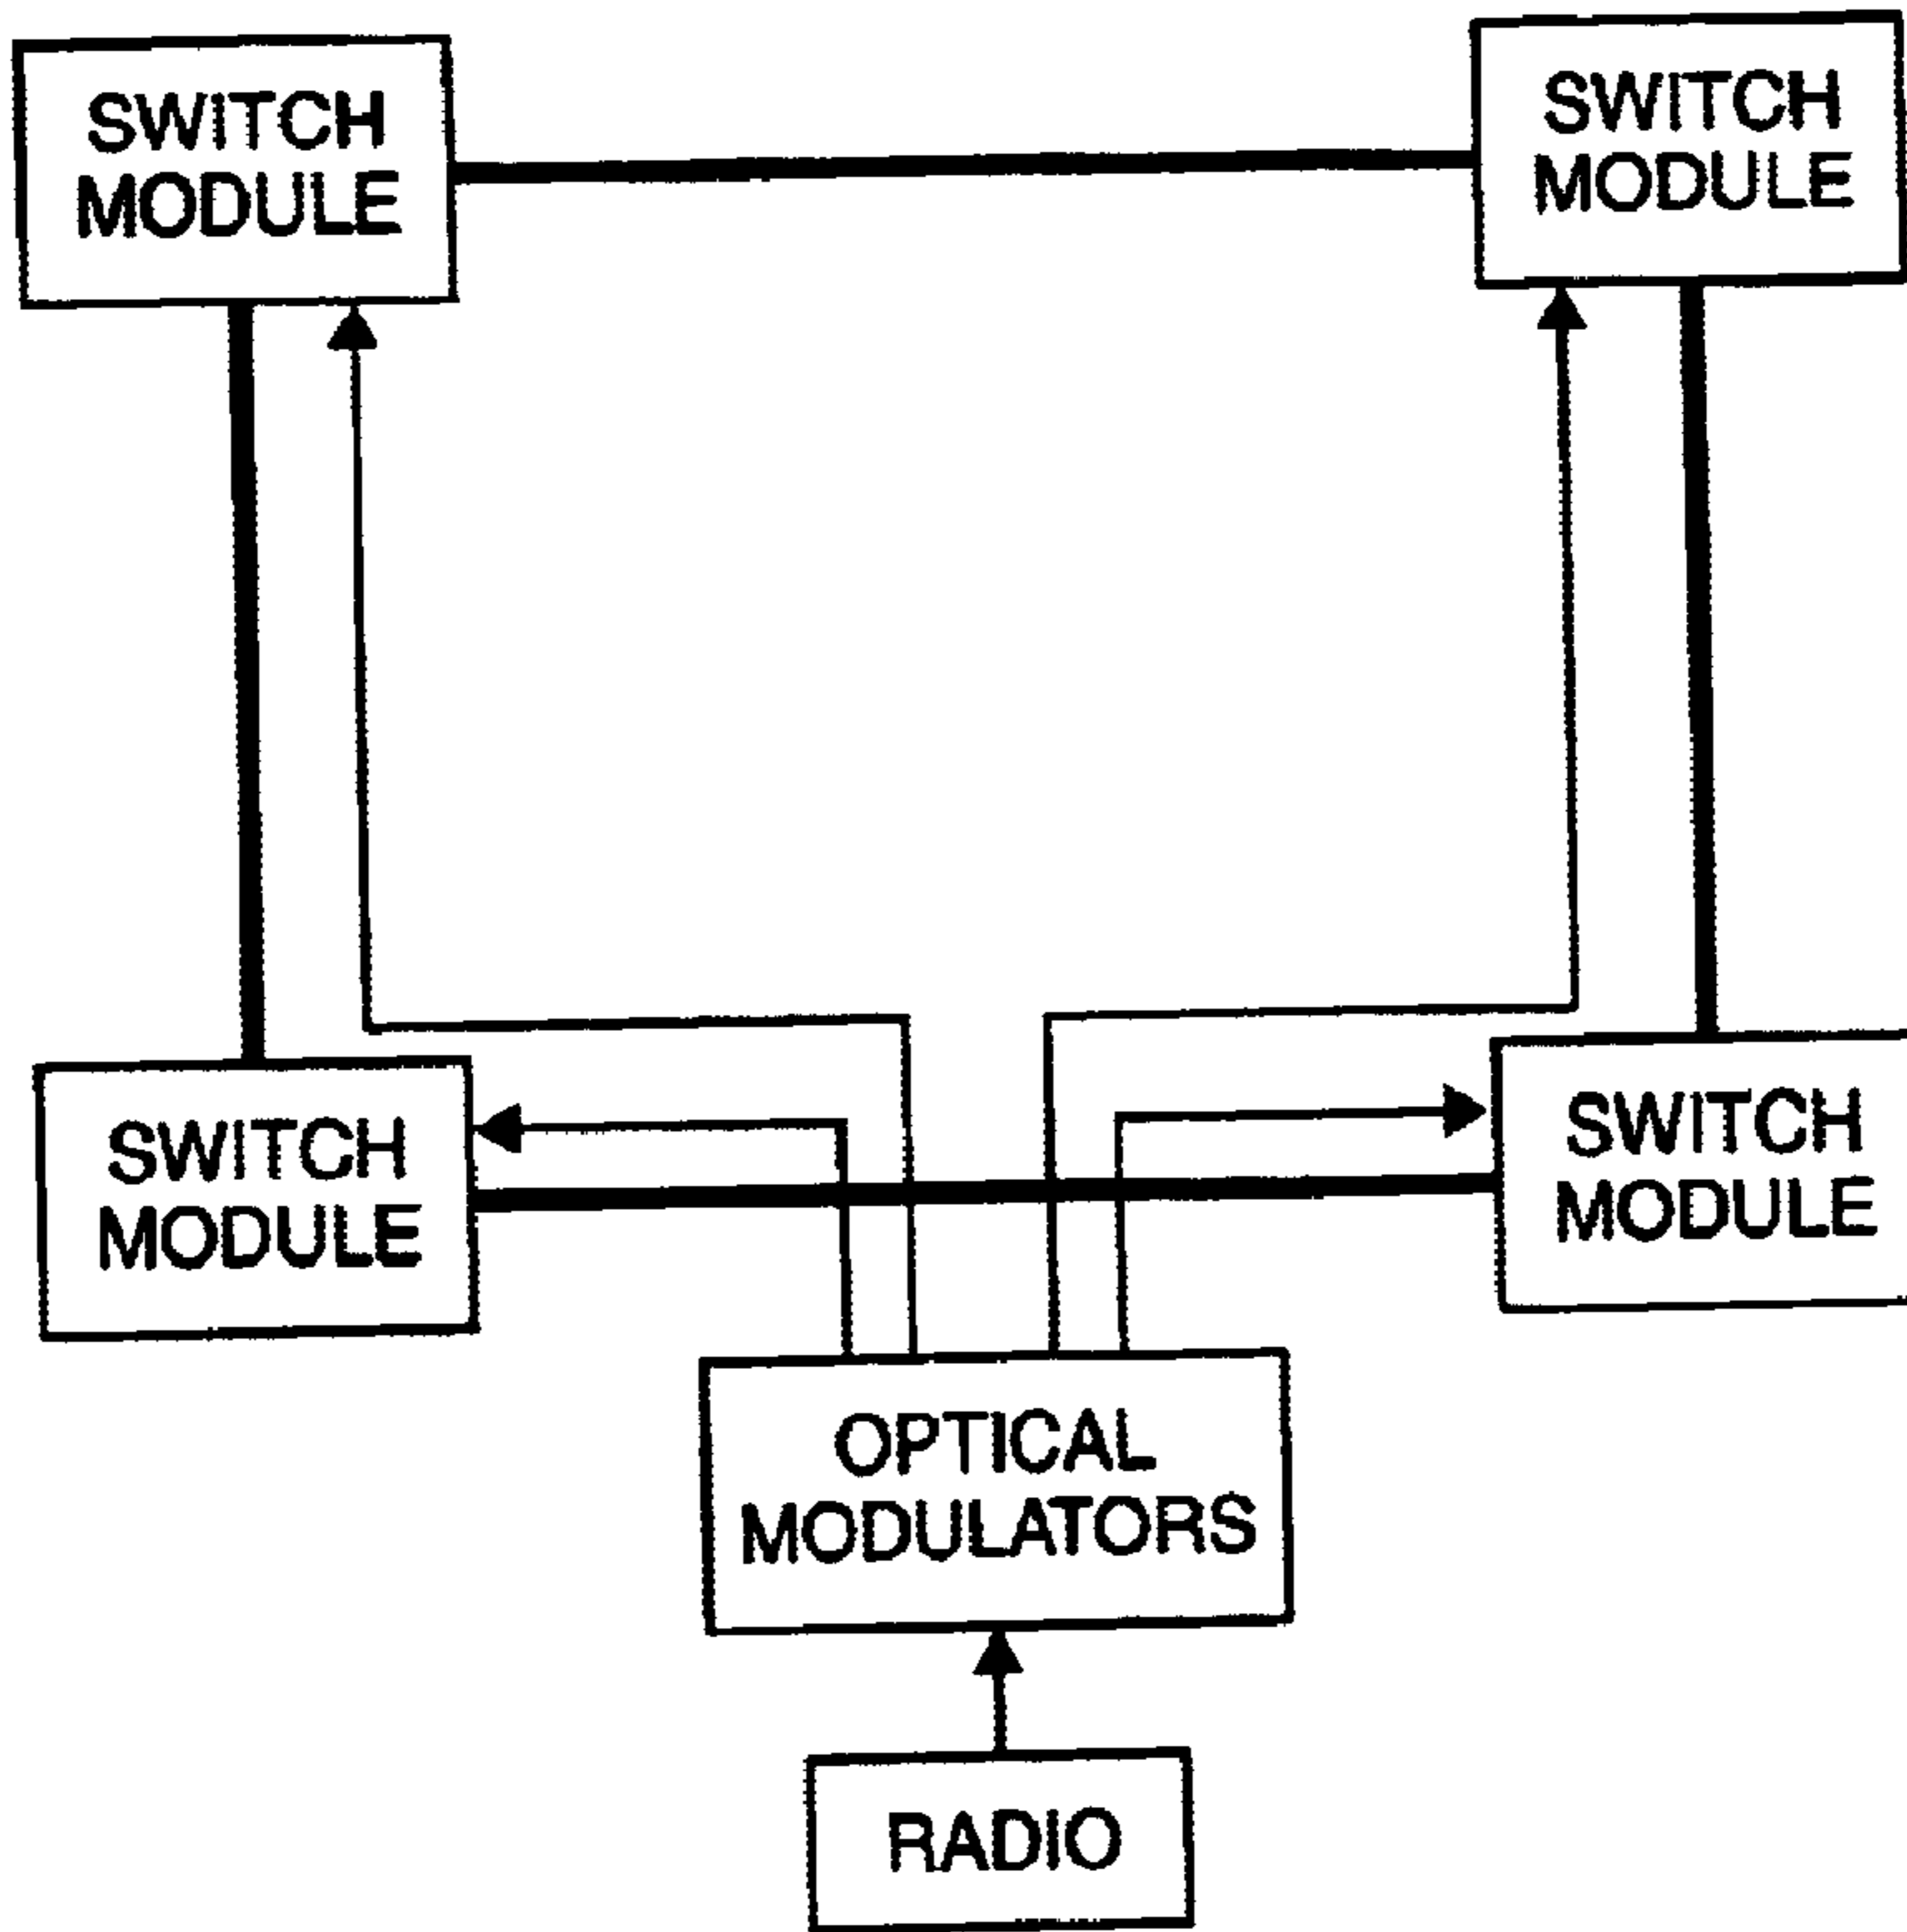 SWITCH
MODULE
SWITCH
MODULE
SWITCH
MODULE
SWITCH
MODULE
OPTICAL
MODULATORS
RADIO